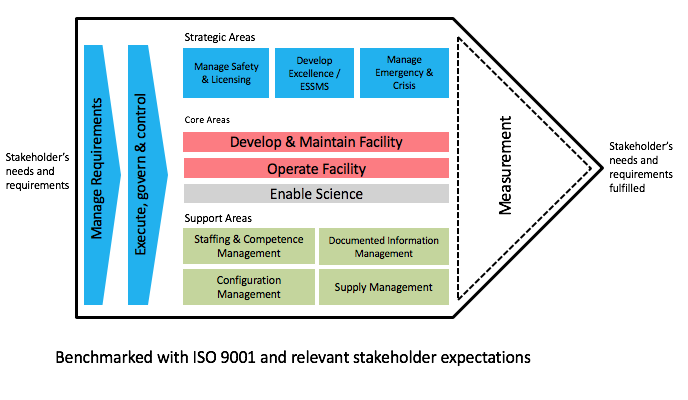 Stakeholder's
needs and
requirements
Manage Requirements
Execute, govern & control
Strategic Areas
Manage Safety
& Licensing
Develop
Excellence /
ESSMS
Manage
Emergency &
Crisis
Core Areas
Develop & Maintain Facility
Operate Facility
Enable Science
Support Areas
Staffing & Competence
Management
Documented Information
Management
Configuration
Management
Supply Management
Measurement
Stakeholder's
needs and
requirements
fulfilled
Benchmarked with ISO 9001 and relevant stakeholder expectations